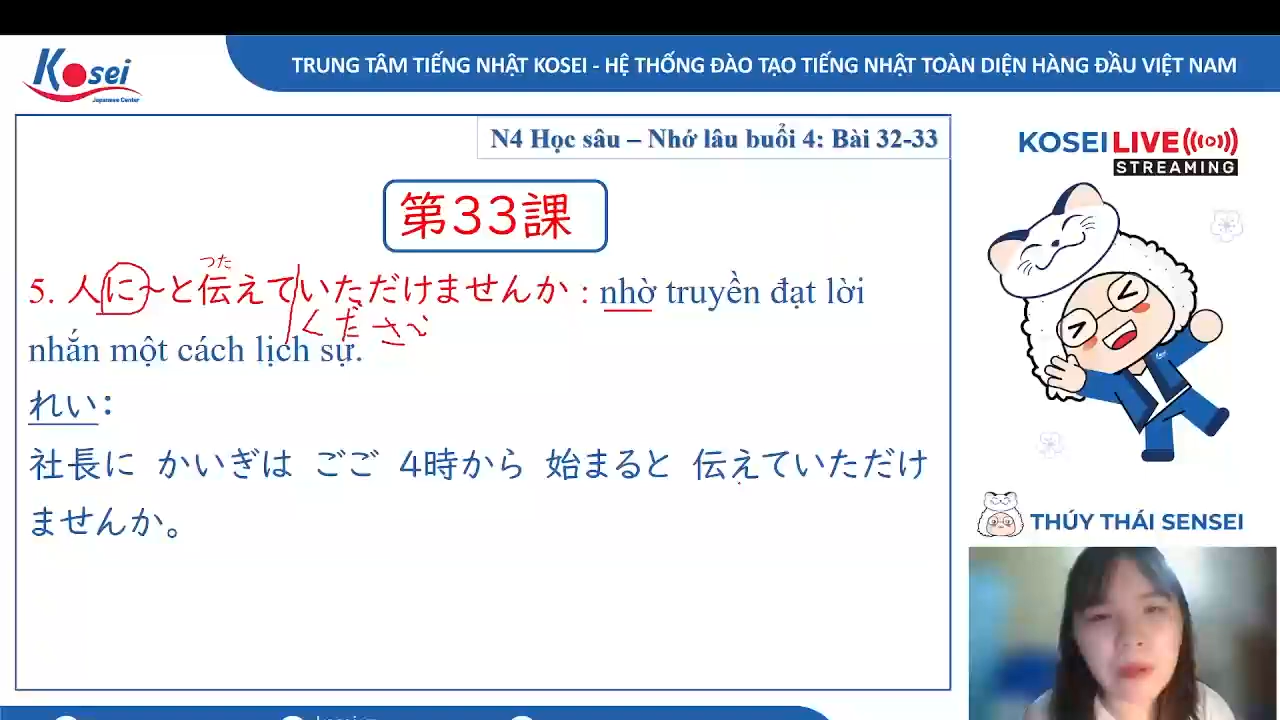 Kosei
Japanese Center
TRUNG TÂM TIẾNG NHẬT KOSEI - HỆ THỐNG ĐÀO TẠO TIẾNG NHẬT TOÀN DIỆN HÀNG ĐẦU VIỆT NAM
N4 Học sâu – Nhớ lâu buổi 4: Bài 32-33
第33課
つた
5. 人に～と伝えていただけませんか : nhờ truyền đạt lời
くださ
nhắn một cách lịch sự.
れい:
社長に かいぎは ごご 4時から 始まると 伝えていただけ
ませんか。
KOSEI LIVE
STREAMING
THÚY THÁI SENSEI